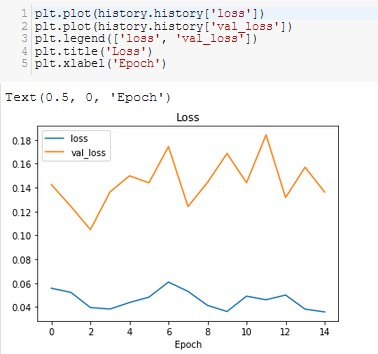 1 plt.plot(history.history['loss'])
2 plt.plot(history.history['val_loss'])
3 plt.legend(['loss', 'val_loss'])
4 plt.title('Loss')
5 plt.xlabel('Epoch')
Text(0.5, 0, 'Epoch')
Loss
loss
val_loss
0.18
0.16
0.14
0.12
0.10
0.08
0.06
0.04
0 2 4 6 8 10 12 14
Epoch